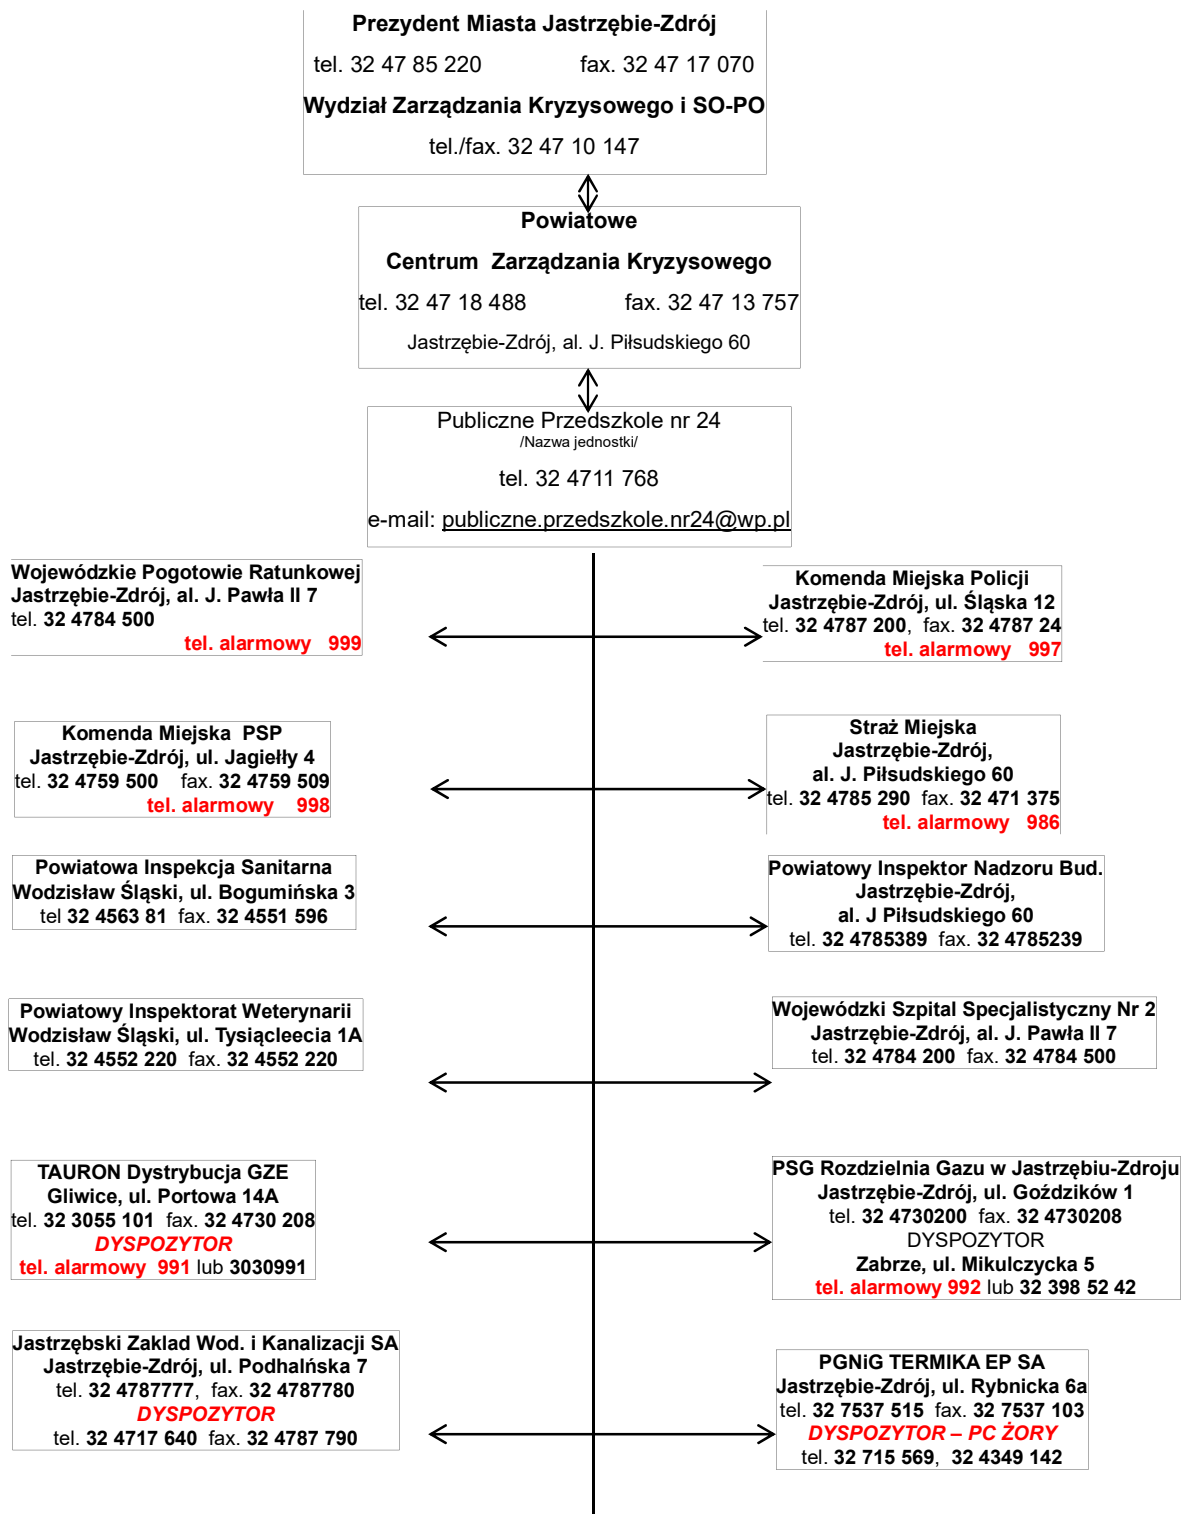 Prezydent Miasta Jastrzębie-Zdrój
tel. 32 47 85 220 fax. 32 47 17 070
Wydział Zarządzania Kryzysowego i SO-PO
tel./fax. 32 47 10 147
Powiatowe
Centrum Zarządzania Kryzysowego
tel. 32 47 18 488 fax. 32 47 13 757
Jastrzębie-Zdrój, al. J. Piłsudskiego 60
Publiczne Przedszkole nr 24
/Nazwa jednostki/
tel. 32 4711 768
e-mail: publiczne.przedszkole.nr24@wp.pl
Wojewódzkie Pogotowie Ratunkowej
Jastrzębie-Zdrój, al. J. Pawła II 7
tel. 32 4784 500
tel. alarmowy 999
Komenda Miejska Policji
Jastrzębie-Zdrój, ul. Śląska 12
tel. 32 4787 200, fax. 32 4787 24
tel. alarmowy 997
Komenda Miejska PSP
Jastrzębie-Zdrój, ul. Jagiełły 4
tel. 32 4759 500 fax. 32 4759 509
tel. alarmowy 998
Straż Miejska
Jastrzębie-Zdrój,
al. J. Piłsudskiego 60
tel. 32 4785 290 fax. 32 471 375
tel. alarmowy 986
Powiatowa Inspekcja Sanitarna
Wodzisław Śląski, ul. Bogumińska 3
tel 32 4563 81 fax. 32 4551 596
Powiatowy Inspektor Nadzoru Bud.
Jastrzębie-Zdrój,
al. J Piłsudskiego 60
tel. 32 4785389 fax. 32 4785239
Powiatowy Inspektorat Weterynarii
Wodzisław Śląski, ul. Tysiącleecia 1A
tel. 32 4552 220 fax. 32 4552 220
Wojewódzki Szpital Specjalistyczny Nr 2
Jastrzębie-Zdrój, al. J. Pawła II 7
tel. 32 4784 200 fax. 32 4784 500
TAURON Dystrybucja GZE
Gliwice, ul. Portowa 14A
tel. 32 3055 101 fax. 32 4730 208
DYSPOZYTOR
tel. alarmowy 991 lub 3030991
PSG Rozdzielnia Gazu w Jastrzębiu-Zdroju
Jastrzębie-Zdrój, ul. Goździków 1
tel. 32 4730200 fax. 32 4730208
DYSPOZYTOR
Zabrze, ul. Mikulczycka 5
tel. alarmowy 992 lub 32 398 52 42
Jastrzębski Zaklad Wod. i Kanalizacji SA
Jastrzębie-Zdrój, ul. Podhalńska 7
tel. 32 4787777, fax. 32 4787780
DYSPOZYTOR
tel. 32 4717 640 fax. 32 4787 790
PGNiG TERMIKA EP SA
Jastrzębie-Zdrój, ul. Rybnicka 6a
tel. 32 7537 515 fax. 32 7537 103
DYSPOZYTOR – PC ŻORY
tel. 32 715 569, 32 4349 142